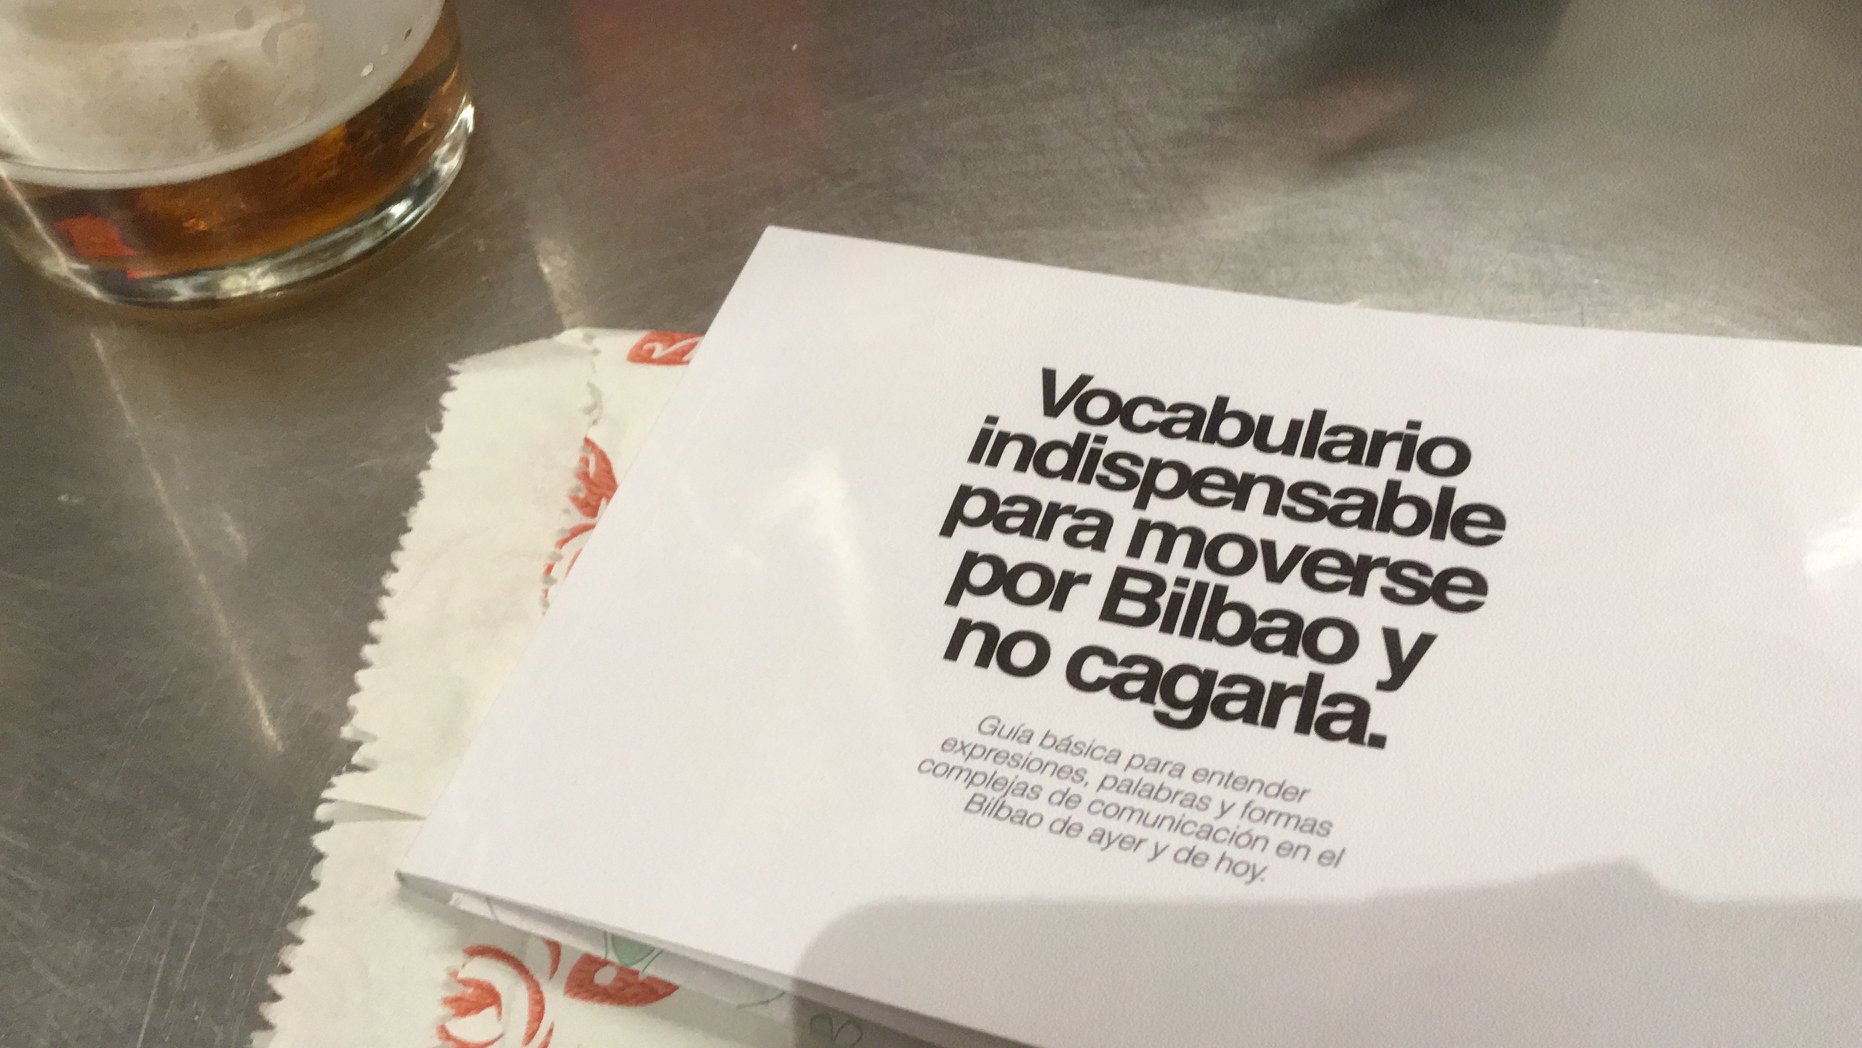 Vocabulario
indispensable
para moverse
por Bilbao y
no cagarla.
Guía básica para entender
expresiones, palabras y formas
complejas de comunicación en el
Bilbao de ayer y de hoy.